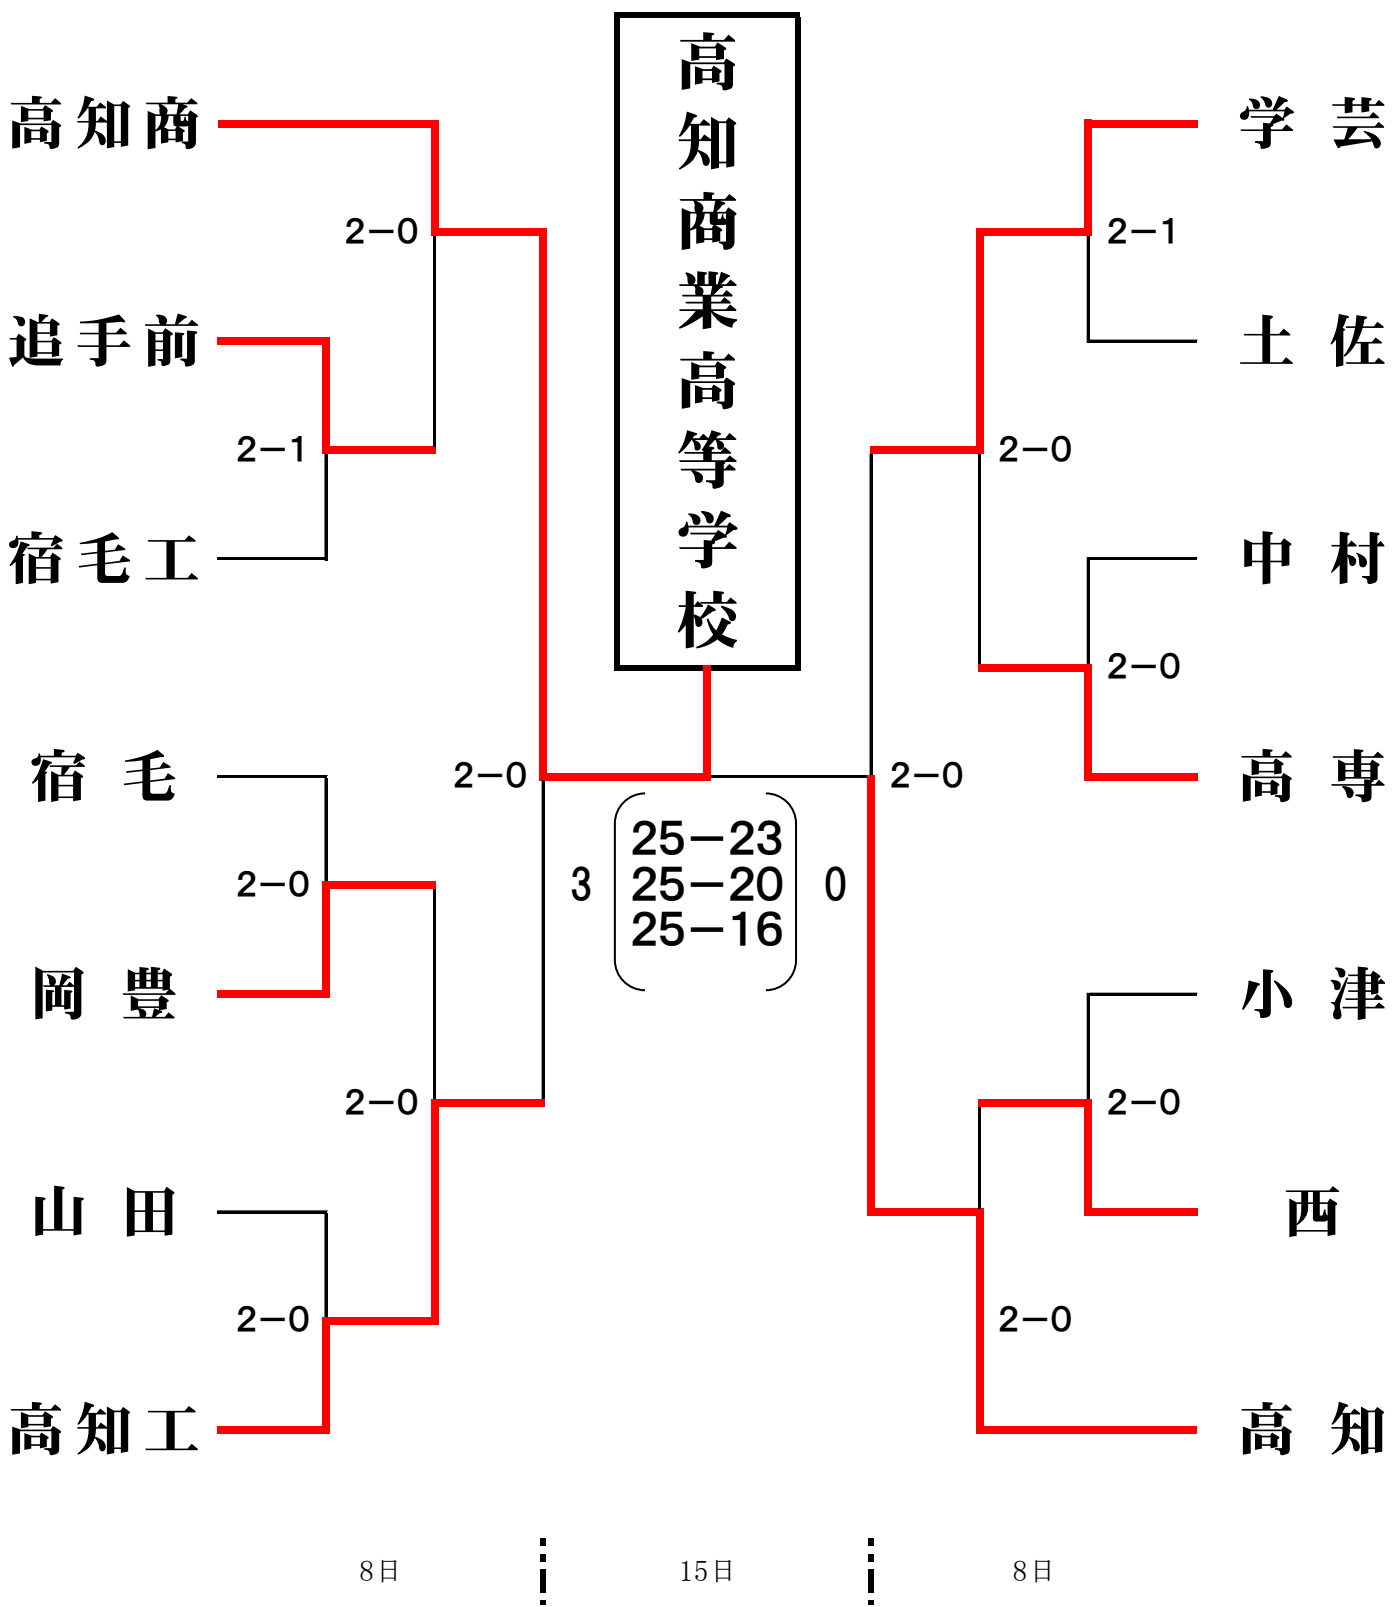 高知商業高等学校
高知商
追手前
宿毛工
宿毛
岡豊
山田
高知工
2-0
2-1
2-0
2-0
2-0
2-0
3
25-23
25-20
25-16
0
2-0
2-1
2-0
2-0
2-0
2-0
学芸
土佐
中村
高専
小津
西
高知
8日
15日
8日